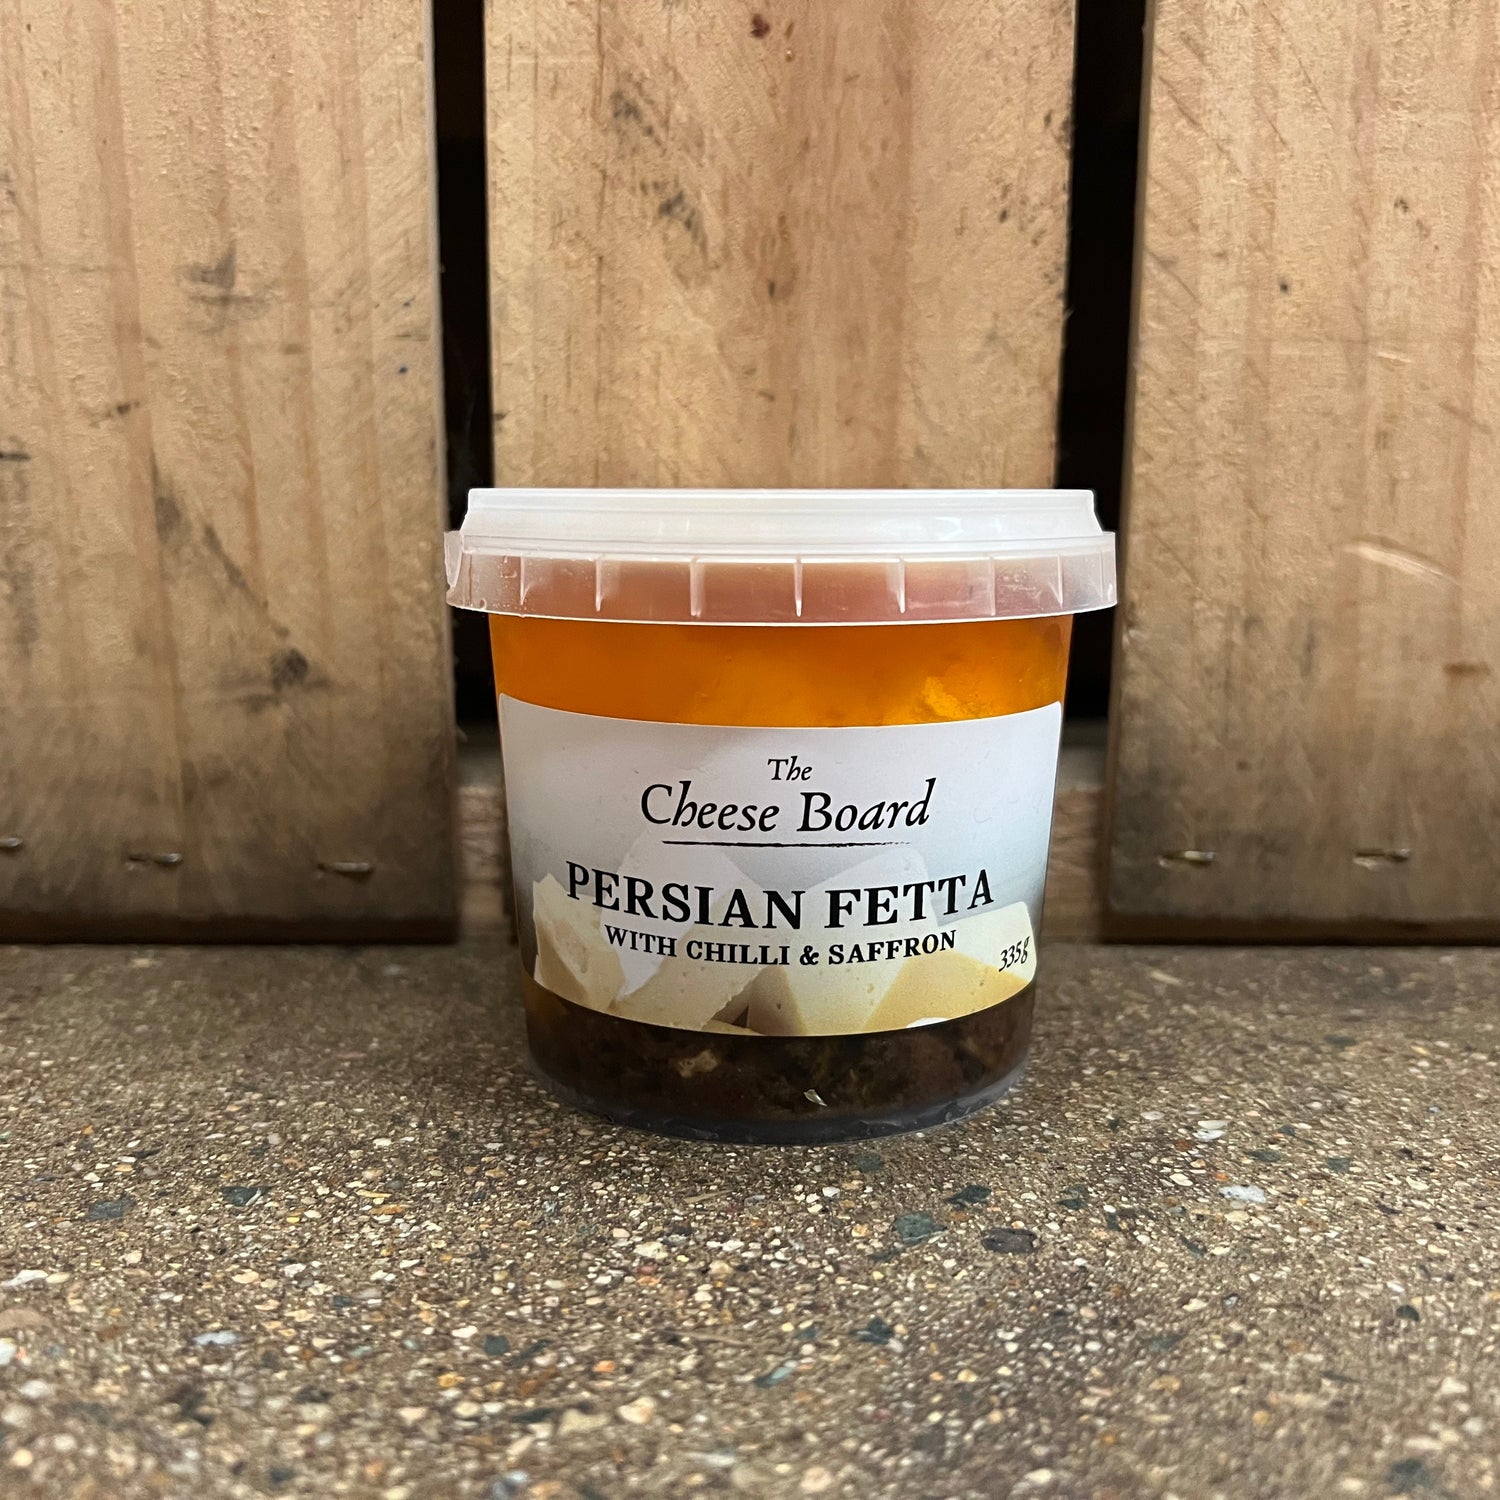 The
Cheese Board
PERSIAN FETTA
WITH CHILLI & SAFFRON
335g